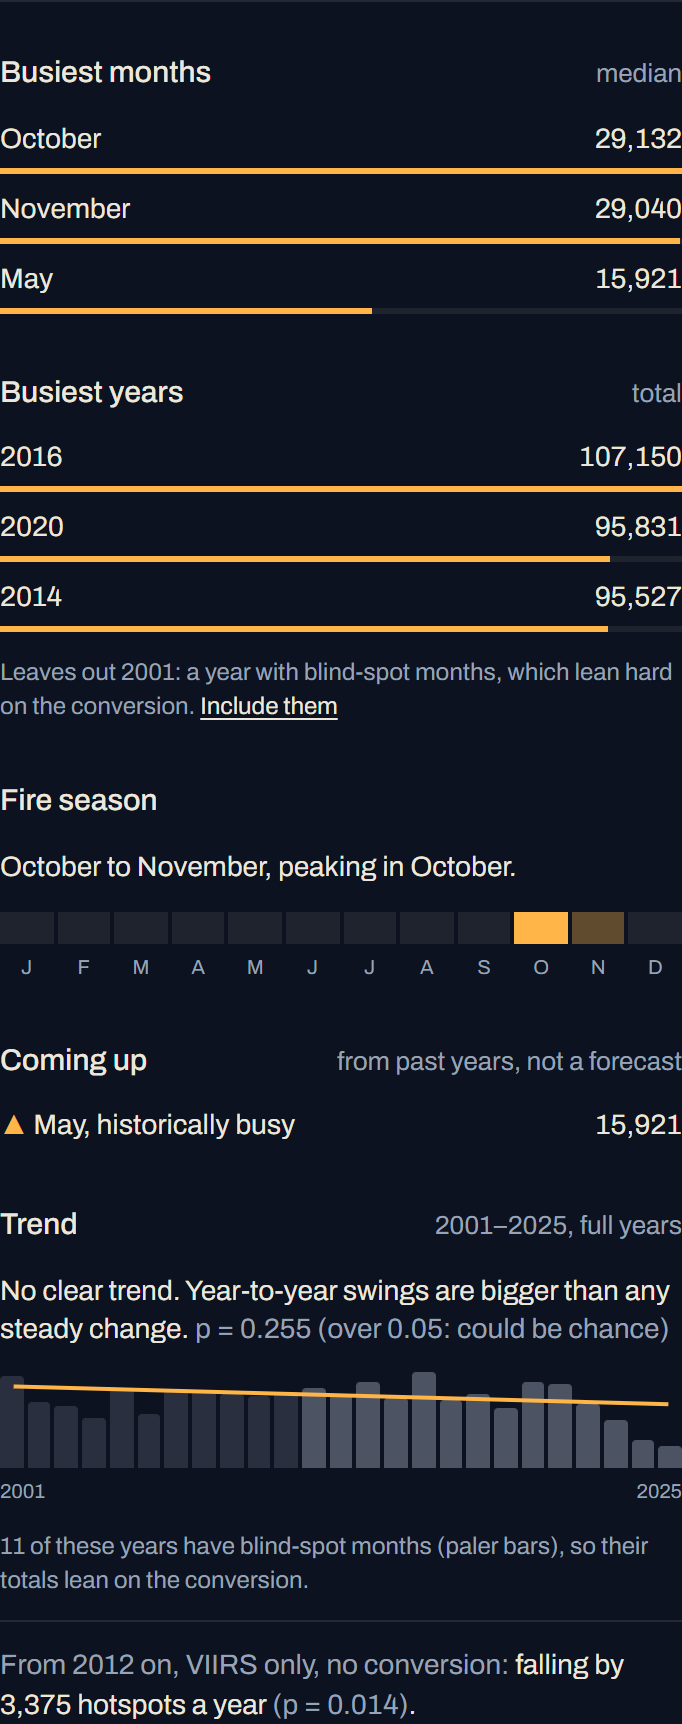 Busiest months median
October 29,132
November 29,040
May 15,921
Busiest years total
2016 107,150
2020 95,831
2014 95,527
Leaves out 2001: a year with blind-spot months, which lean hard
on the conversion. Include them
Fire season
October to November, peaking in October.
J F M A M J J A S O N D
Coming up from past years, not a forecast
▲ May, historically busy 15,921
Trend 2001–2025, full years
No clear trend. Year-to-year swings are bigger than any
steady change. p = 0.255 (over 0.05: could be chance)
2001 2025
11 of these years have blind-spot months (paler bars), so their
totals lean on the conversion.
From 2012 on, VIIRS only, no conversion: falling by
3,375 hotspots a year (p = 0.014).